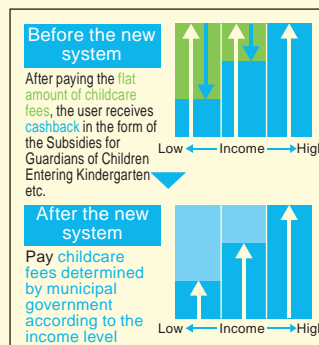 Before the new
system
After paying the flat
amount of childcare
fees, the user receives
cashback in the form of
the Subsidies for
Guardians of Children
Entering Kindergarten
etc.
Low Income High
After the new
system
Pay childcare
fees determined
by municipal
government
according to the
income level
Low Income High